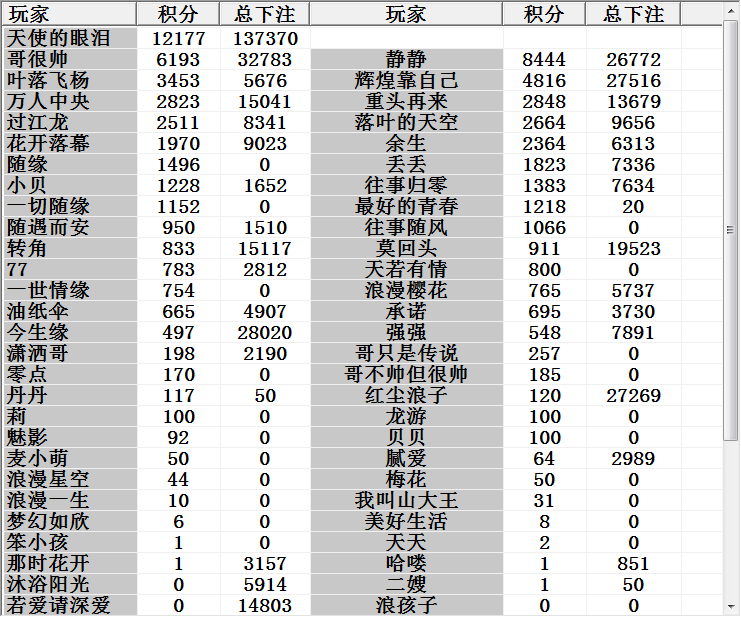 玩家 积分 总下注 玩家 积分 总下注
天使的眼泪 12177 137370
哥很帅 6193 32783 静静 8444 26772
叶落飞杨 3453 5676 辉煌靠自己 4816 27516
万人中央 2823 15041 重头再来 2848 13679
过江龙 2511 8341 落叶的天空 2664 9656
花开落幕 1970 9023 余生 2364 6313
随缘 1496 0 丢丢 1823 7336
小贝 1228 1652 往事归零 1383 7634
一切随缘 1152 0 最好的青春 1218 20
随遇而安 950 1510 往事随风 1066 0
转角 833 15117 莫回头 911 19523
77 783 2812 天若有情 800 0
一世情缘 754 0 浪漫樱花 765 5737
油纸伞 665 4907 承诺 695 3730
今生缘 497 28020 强强 548 7891
潇洒哥 198 2190 哥只是传说 257 0
零点 170 0 哥不帅但很帅 185 0
丹丹 117 50 红尘浪子 120 27269
莉 100 0 龙游 100 0
魅影 92 0 贝贝 100 0
麦小萌 50 0 腻爱 64 2989
浪漫星空 44 0 梅花 50 0
浪漫一生 10 0 我叫山大王 31 0
梦幻如欣 6 0 美好生活 8 0
笨小孩 1 0 天天 2 0
那时花开 1 3157 哈喽 1 851
沐浴阳光 0 5914 二嫂 1 50
若爱请深爱 0 14803 浪孩子 0 0